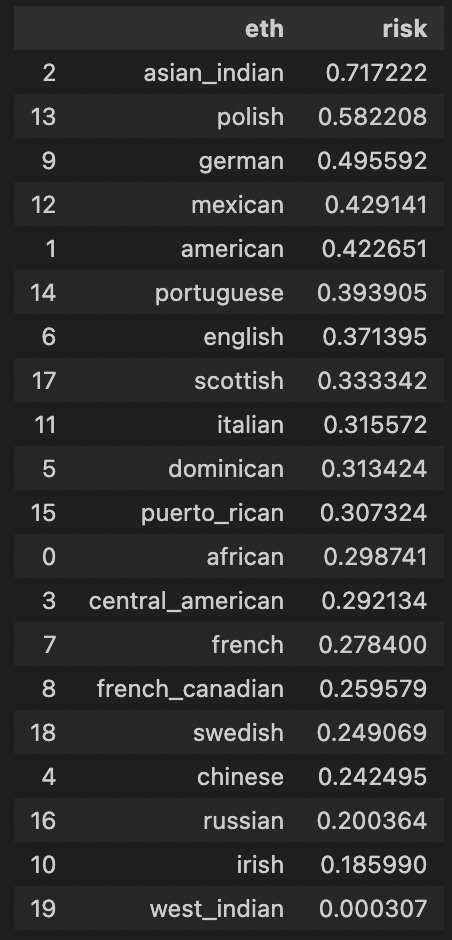 eth risk
2 asian_indian 0.717222
13 polish 0.582208
9 german 0.495592
12 mexican 0.429141
1 american 0.422651
14 portuguese 0.393905
6 english 0.371395
17 scottish 0.333342
11 italian 0.315572
5 dominican 0.313424
15 puerto_rican 0.307324
0 african 0.298741
3 central_american 0.292134
7 french 0.278400
8 french_canadian 0.259579
18 swedish 0.249069
4 chinese 0.242495
16 russian 0.200364
10 irish 0.185990
19 west_indian 0.000307